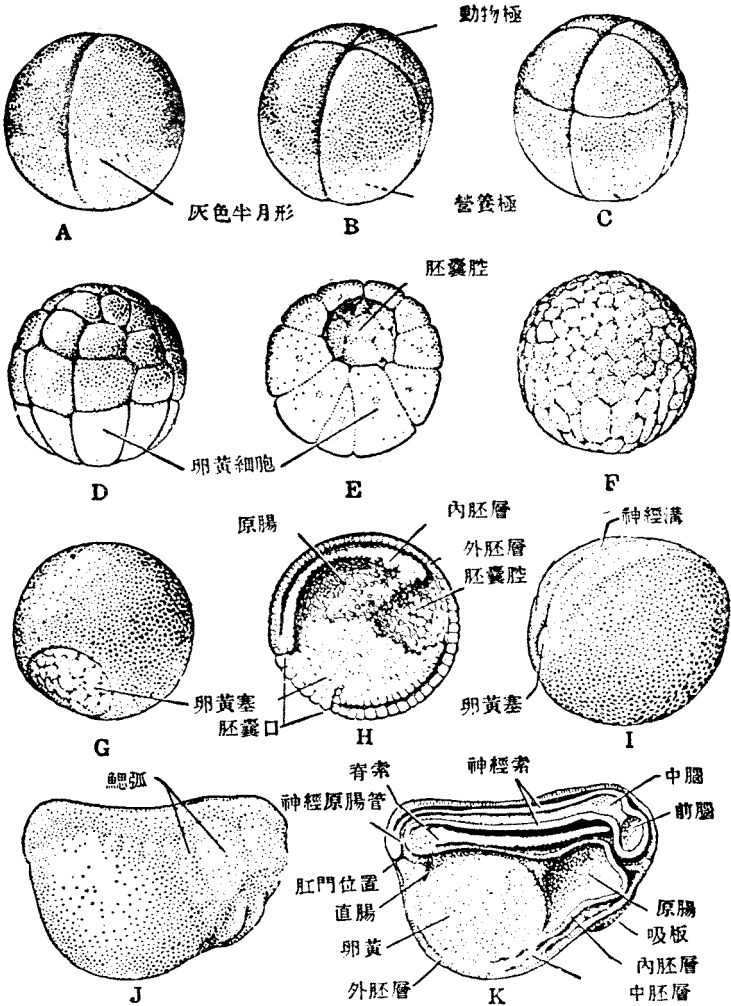 動物極
灰色半月形
營養極
A
B
C
胚囊腔
卵黃細胞
D
E
F
原腸
內胚層
外胚層
胚囊腔
神經溝
卵黃塞
胚囊口
卵黃塞
G
H
I
鰓弧
脊索
神經索
中腦
神經原腸管
前腦
肛門位置
直腸
原腸
卵黃
吸板
內胚層
外胚層
中胚層
J
K